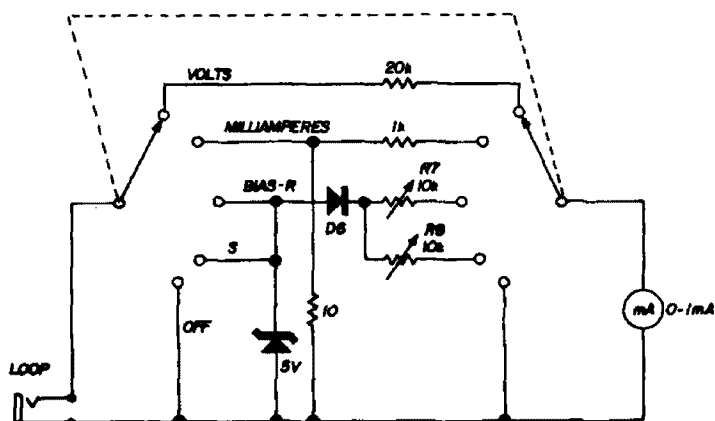 VOLTS
20k
MILLIAMPERES
1k
BIAS-R
D6
R7
10k
S
R8
10k
OFF
10
5V
mA
0-1mA
LOOP